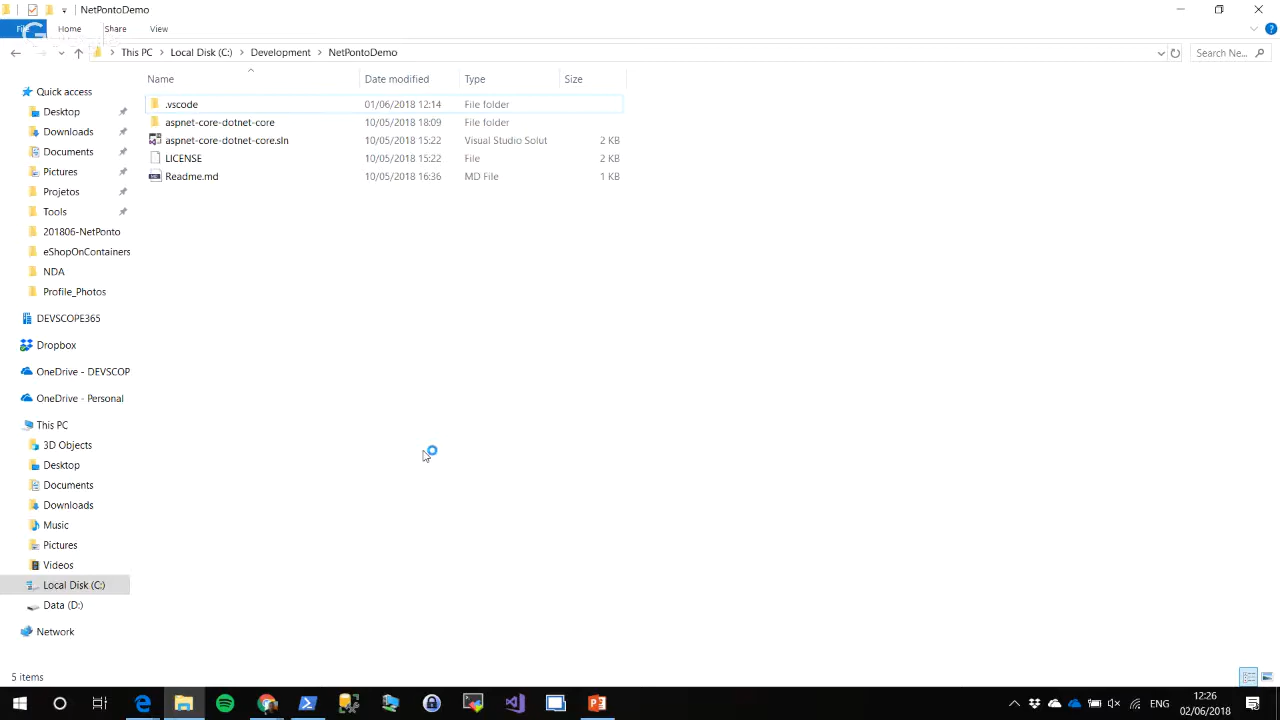 NetPontoDemo
File
Home
Share
View
This PC
Local Disk (C:)
Development
NetPontoDemo
Search Ne...
Name
Date modified
Type
Size
.vscode
01/06/2018 12:14
File folder
aspnet-core-dotnet-core
10/05/2018 18:09
File folder
aspnet-core-dotnet-core.sln
10/05/2018 15:22
Visual Studio Solut
2 KB
LICENSE
10/05/2018 15:22
File
2 KB
Readme.md
10/05/2018 16:36
MD File
1 KB
Quick access
Desktop
Downloads
Documents
Pictures
Projetos
Tools
201806-NetPonto
eShopOnContainers
NDA
Profile_Photos
DEVSCOPE365
Dropbox
OneDrive - DEVSCOP
OneDrive - Personal
This PC
3D Objects
Desktop
Documents
Downloads
Music
Pictures
Videos
Local Disk (C:)
Data (D:)
Network
5 items
ENG
12:26
02/06/2018